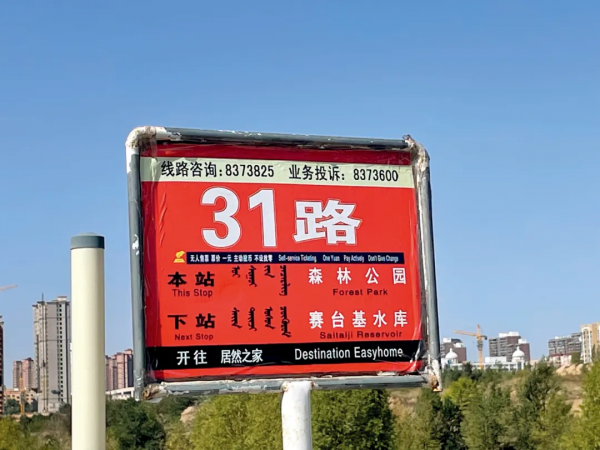 线路咨询:8373825 业务投诉:8373600
31路
无人售票 票价 一元 主动投币 不设找零 Self-service Ticketing One Yuan Pay Actively Don't Give Change
本站 森林公园
This Stop Forest Park
下站 赛台基水库
Next Stop Saitaiji Reservoir
开往 居然之家 Destination Easyhome